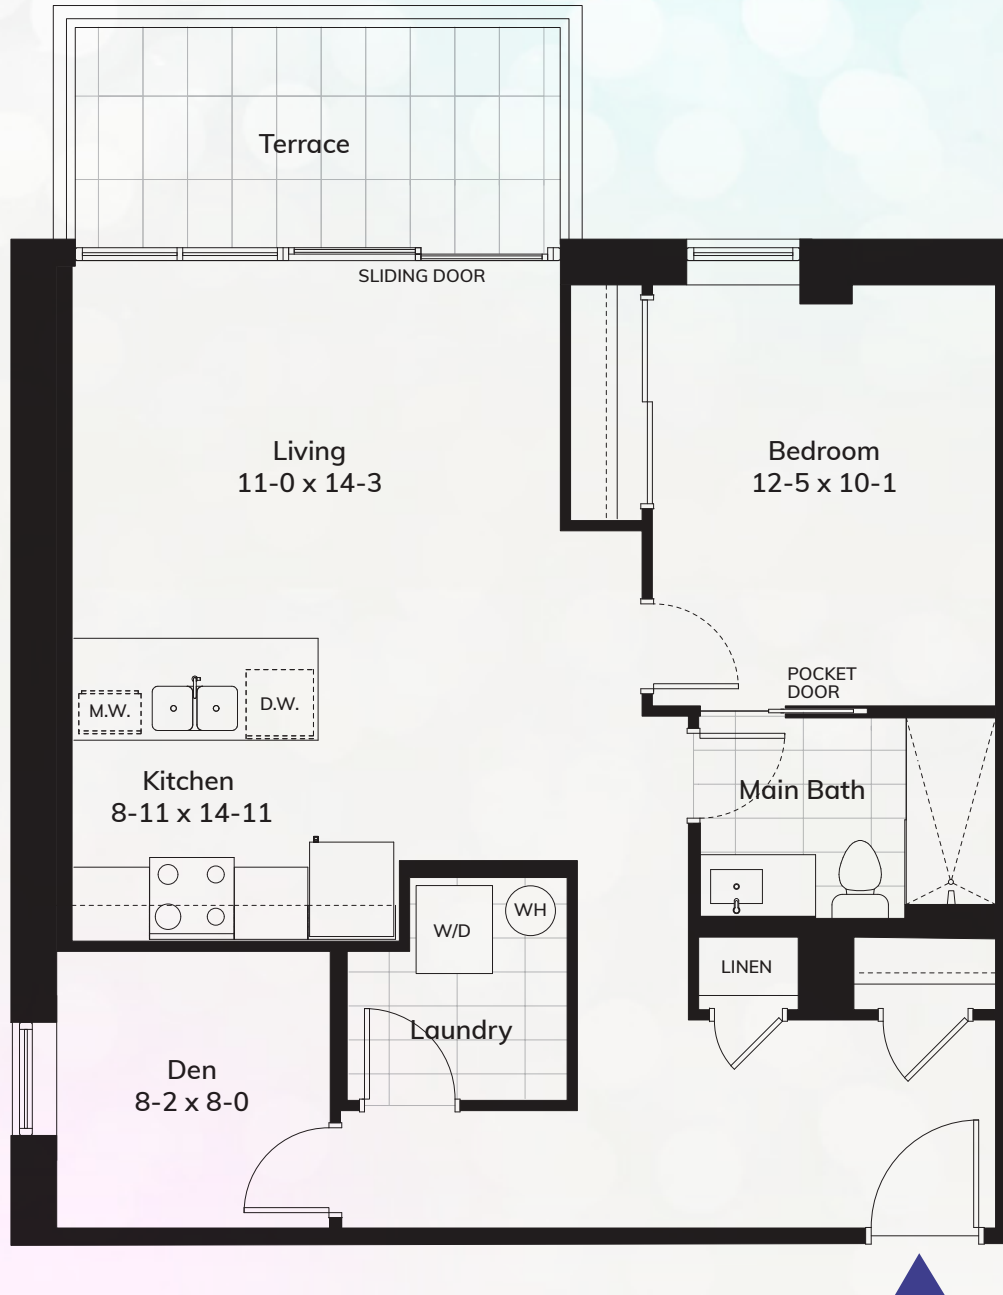 Terrace
SLIDING DOOR
Living
11-0 x 14-3
Bedroom
12-5 x 10-1
POCKET
DOOR
M.W.
D.W.
Kitchen
8-11 x 14-11
Main Bath
W/D
WH
LINEN
Laundry
Den
8-2 x 8-0